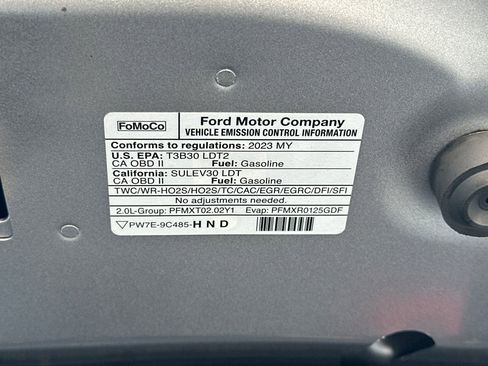 FoMoCo
Ford Motor Company
VEHICLE EMISSION CONTROL INFORMATION
Conforms to regulations: 2023 MY
U.S. EPA: T3B30 LDT2
CA OBD II Fuel: Gasoline
California: SULEV30 LDT
CA OBD II Fuel: Gasoline
TWC/WR-HO2S/HO2S/TC/CAC/EGR/EGRC/DFI/SFI
No adjustments needed.
2.0L-Group: PFMXT02.02Y1 Evap: PFMXR0125GDF
PW7E-9C485-HND